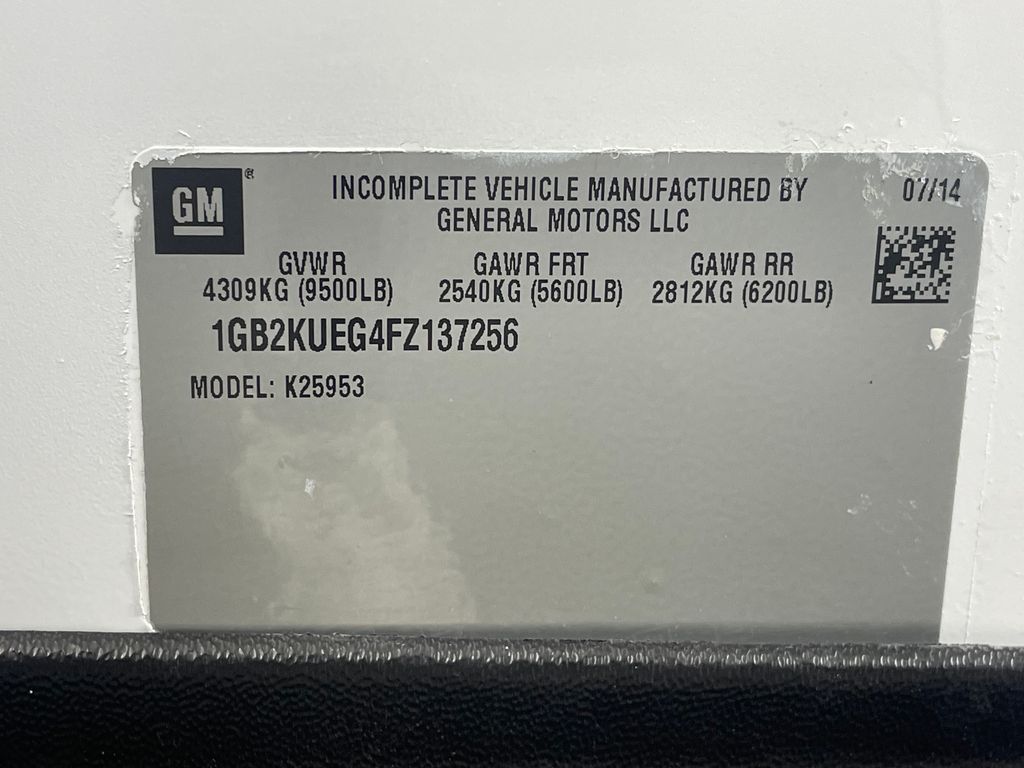 GM ®
INCOMPLETE VEHICLE MANUFACTURED BY
07/14
GENERAL MOTORS LLC
GVWR GAWR FRT GAWR RR
4309KG (9500LB) 2540KG (5600LB) 2812KG (6200LB)
1GB2KUEG4FZ137256
MODEL: K25953